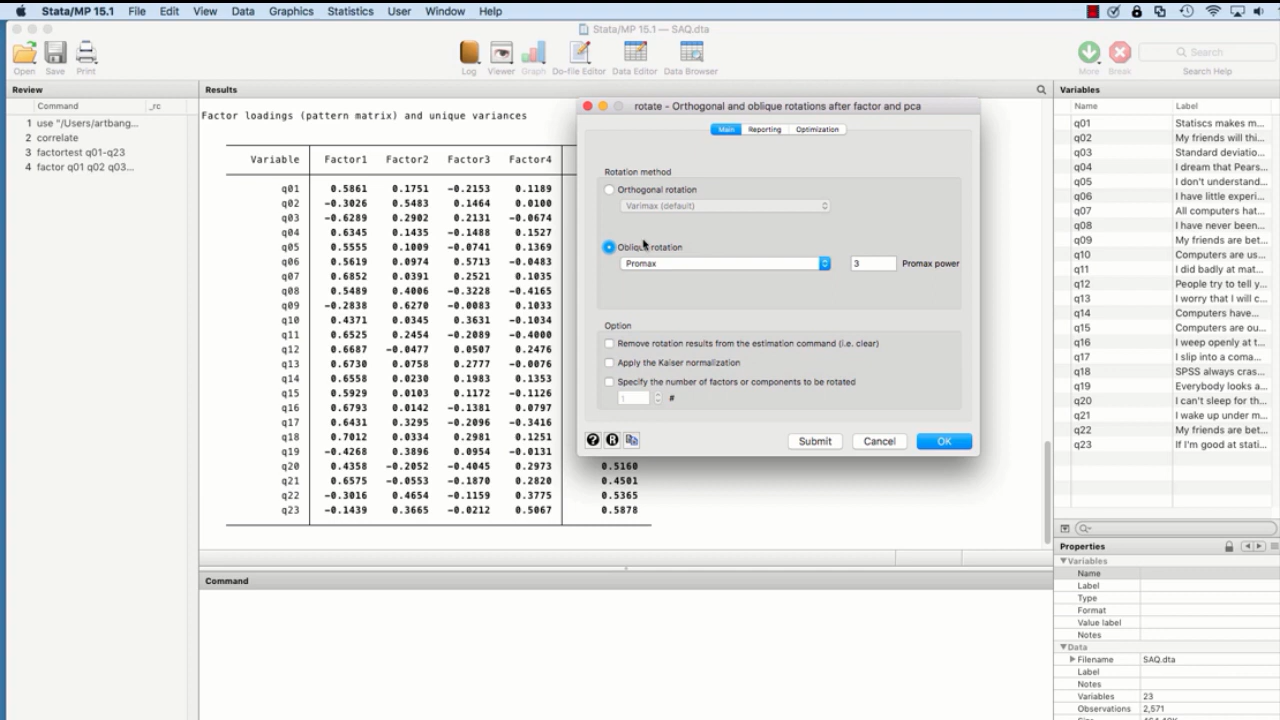 Stata/MP 15.1 File Edit View Data Graphics Statistics User Window Help
Stata/MP 15.1 — SAQ.dta
Open Save Print Log Viewer Graph Do-file Editor Data Editor Data Browser More Break Search
Search Help
Review
Command _rc
1 use "/Users/artbang...
2 correlate
3 factortest q01-q23
4 factor q01 q02 q03...
Results
Factor loadings (pattern matrix) and unique variances
Variable Factor1 Factor2 Factor3 Factor4
q01 0.5861 0.1751 -0.2153 0.1189
q02 -0.3026 0.5483 0.1464 0.0100
q03 -0.6289 0.2902 0.2131 -0.0674
q04 0.6345 0.1435 -0.1488 0.1527
q05 0.5555 0.1009 -0.0741 0.1369
q06 0.5619 0.0974 0.5713 -0.0483
q07 0.6852 0.0391 0.2521 0.1035
q08 0.5489 0.4006 -0.3228 -0.4165
q09 -0.2838 0.6270 -0.0083 0.1033
q10 0.4371 0.0345 0.3631 -0.1034
q11 0.6525 0.2454 -0.2089 -0.4000
q12 0.6687 -0.0477 0.0507 0.2476
q13 0.6730 0.0758 0.2777 -0.0076
q14 0.6558 0.0230 0.1983 0.1353
q15 0.5929 0.0103 0.1172 -0.1126
q16 0.6793 0.0142 -0.1381 0.0797
q17 0.6431 0.3295 -0.2096 -0.3416
q18 0.7012 0.0334 0.2981 0.1251
q19 -0.4268 0.3896 0.0954 -0.0131
q20 0.4358 -0.2052 -0.4045 0.2973 0.5160
q21 0.6575 -0.0553 -0.1870 0.2820 0.4501
q22 -0.3016 0.4654 -0.1159 0.3775 0.5365
q23 -0.1439 0.3665 -0.0212 0.5067 0.5878
Command
rotate - Orthogonal and oblique rotations after factor and pca
Main Reporting Optimization
Rotation method
Orthogonal rotation
Varimax (default)
Oblique rotation
Promax 3 Promax power
Option
Remove rotation results from the estimation command (i.e. clear)
Apply the Kaiser normalization
Specify the number of factors or components to be rotated
1 #
? R Submit Cancel OK
Variables
Name Label
q01 Statiscs makes m...
q02 My friends will thi...
q03 Standard deviatio...
q04 I dream that Pears...
q05 I don't understand...
q06 I have little experi...
q07 All computers hat...
q08 I have never been...
q09 My friends are bet...
q10 Computers are us...
q11 I did badly at mat...
q12 People try to tell y...
q13 I worry that I will c...
q14 Computers have...
q15 Computers are ou...
q16 I weep openly at t...
q17 I slip into a coma...
q18 SPSS always cras...
q19 Everybody looks a...
q20 I can't sleep for th...
q21 I wake up under m...
q22 My friends are bet...
q23 If I'm good at stati...
Properties
Variables
Name
Label
Type
Format
Value label
Notes
Data
Filename SAQ.dta
Label
Notes
Variables 23
Observations 2,571